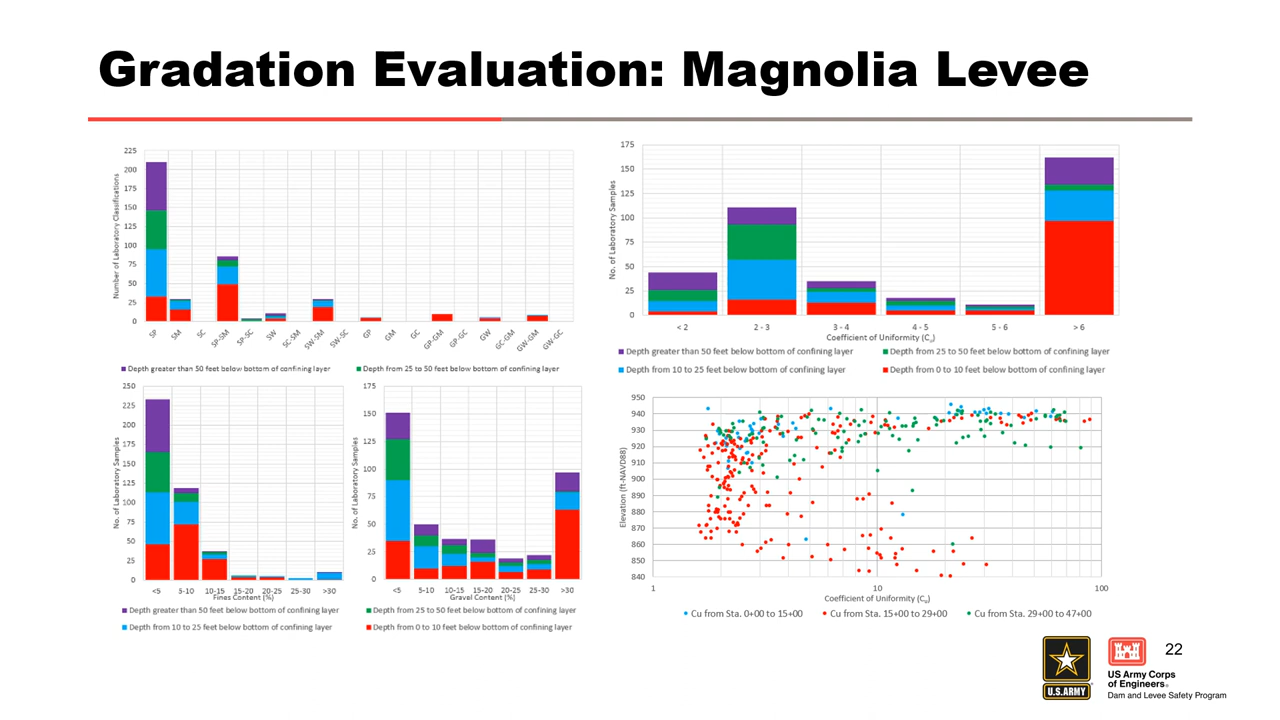 Gradation Evaluation: Magnolia Levee
Number of Laboratory Classifications
225
200
175
150
125
100
75
50
25
0
SP
SM
SC
SP-SM
SP-SC
SW
SC-SM
SW-SM
SW-SC
GP
GM
GC
GP-GM
GP-GC
GW
GC-GM
GW-GM
GW-GC
Depth greater than 50 feet below bottom of confining layer
Depth from 25 to 50 feet below bottom of confining layer
No. of Laboratory Samples
175
150
125
100
75
50
25
0
< 2
2 - 3
3 - 4
4 - 5
5 - 6
> 6
Coefficient of Uniformity (Cu)
Depth greater than 50 feet below bottom of confining layer
Depth from 25 to 50 feet below bottom of confining layer
Depth from 10 to 25 feet below bottom of confining layer
Depth from 0 to 10 feet below bottom of confining layer
No. of Laboratory Samples
250
225
200
175
150
125
100
75
50
25
0
<5
5-10
10-15
15-20
20-25
25-30
>30
Fines Content (%)
No. of Laboratory Samples
175
150
125
100
75
50
25
0
<5
5-10
10-15
15-20
20-25
25-30
>30
Gravel Content (%)
Depth greater than 50 feet below bottom of confining layer
Depth from 25 to 50 feet below bottom of confining layer
Depth from 10 to 25 feet below bottom of confining layer
Depth from 0 to 10 feet below bottom of confining layer
Elevation (ft-NAVD88)
950
940
930
920
910
900
890
880
870
860
850
840
1
10
100
Coefficient of Uniformity (Cu)
Cu from Sta. 0+00 to 15+00
Cu from Sta. 15+00 to 29+00
Cu from Sta. 29+00 to 47+00
U.S.ARMY
22
US Army Corps
of Engineers®
Dam and Levee Safety Program